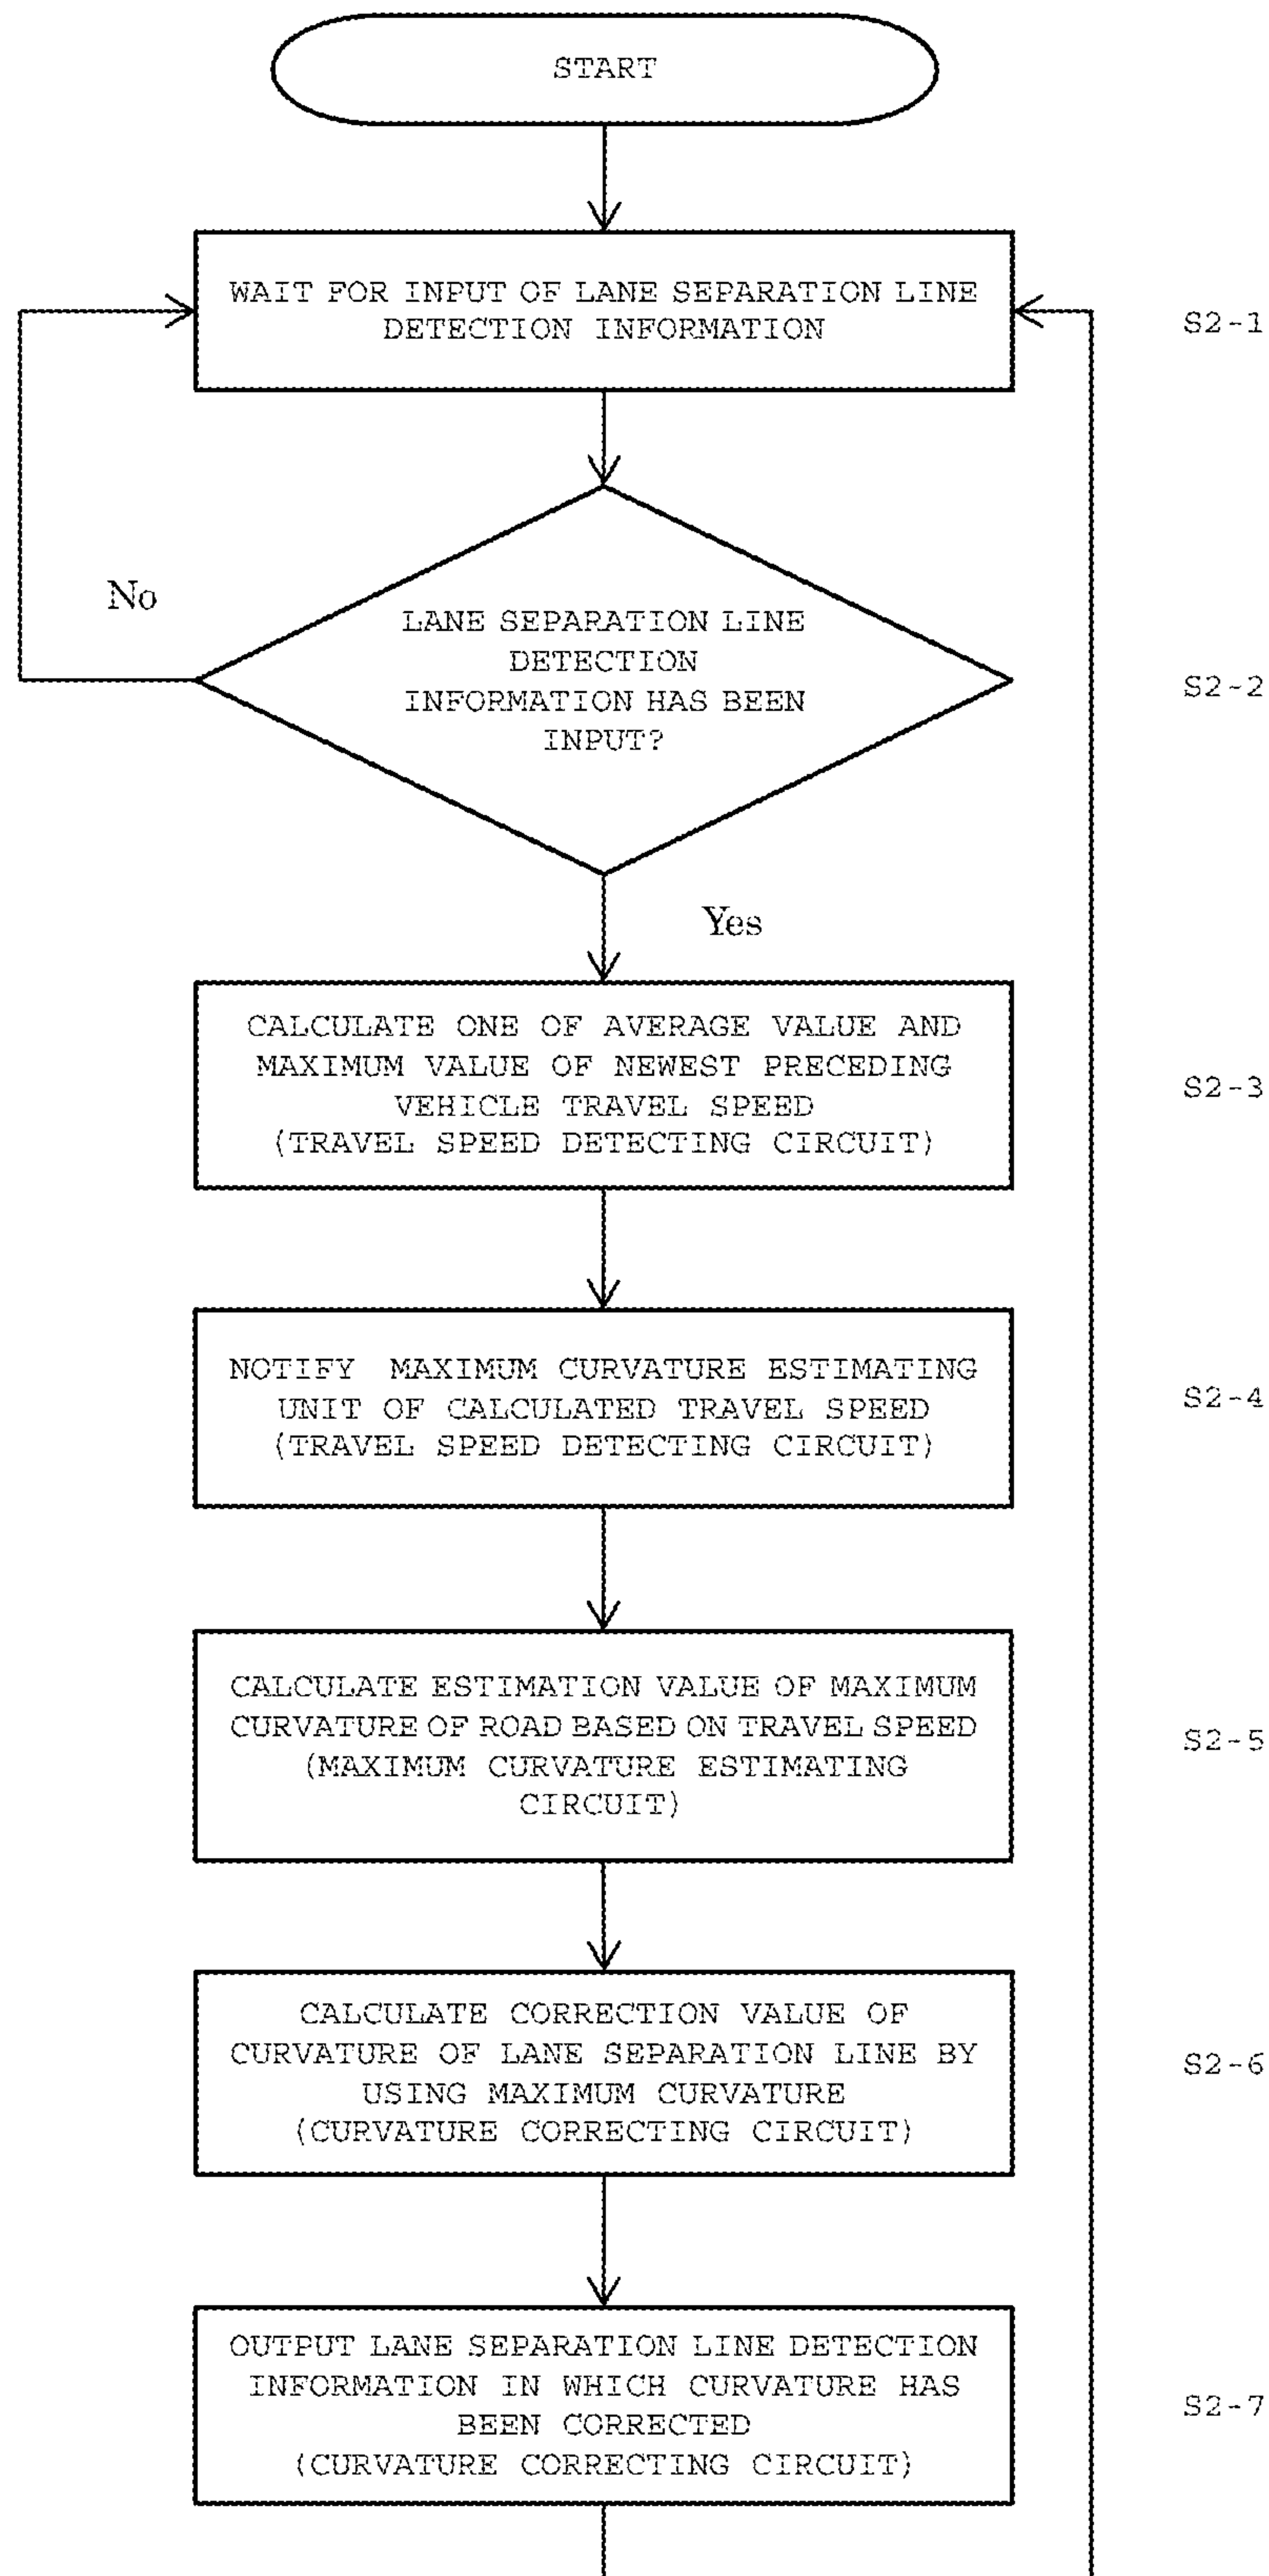 START
WAIT FOR INPUT OF LANE SEPARATION LINE
DETECTION INFORMATION
S2-1
No
LANE SEPARATION LINE
DETECTION
INFORMATION HAS BEEN
INPUT?
S2-2
Yes
CALCULATE ONE OF AVERAGE VALUE AND
MAXIMUM VALUE OF NEWEST PRECEDING
VEHICLE TRAVEL SPEED
(TRAVEL SPEED DETECTING CIRCUIT)
S2-3
NOTIFY MAXIMUM CURVATURE ESTIMATING
UNIT OF CALCULATED TRAVEL SPEED
(TRAVEL SPEED DETECTING CIRCUIT)
S2-4
CALCULATE ESTIMATION VALUE OF MAXIMUM
CURVATURE OF ROAD BASED ON TRAVEL SPEED
(MAXIMUM CURVATURE ESTIMATING
CIRCUIT)
S2-5
CALCULATE CORRECTION VALUE OF
CURVATURE OF LANE SEPARATION LINE BY
USING MAXIMUM CURVATURE
(CURVATURE CORRECTING CIRCUIT)
S2-6
OUTPUT LANE SEPARATION LINE DETECTION
INFORMATION IN WHICH CURVATURE HAS
BEEN CORRECTED
(CURVATURE CORRECTING CIRCUIT)
S2-7